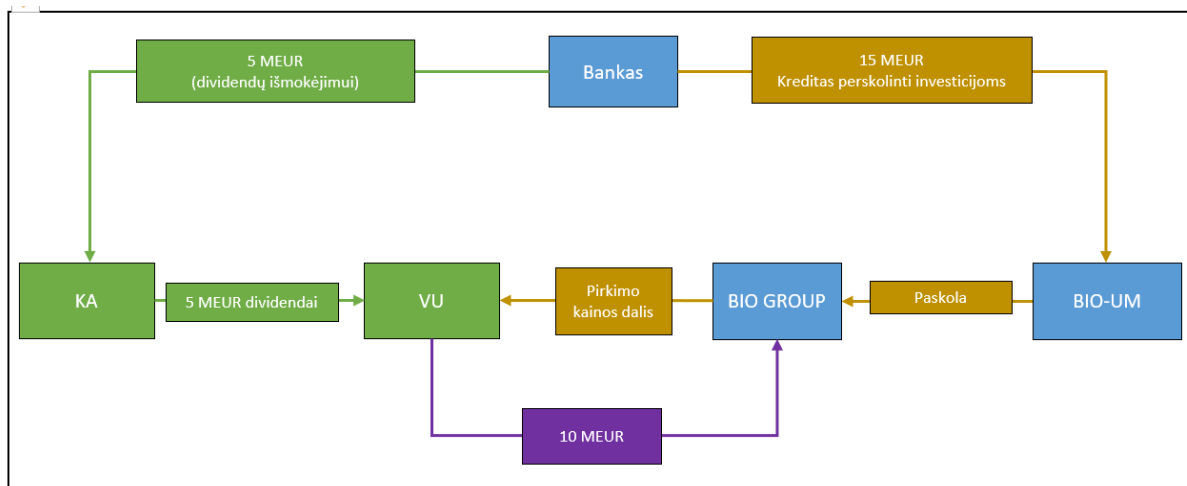 5 MEUR
(dividendų išmokėjimui)
Bankas
15 MEUR
Kreditas perskolinti investicijoms
KA
5 MEUR dividendai
VU
Pirkimo
kainos dalis
BIO GROUP
Paskola
BIO-UM
10 MEUR